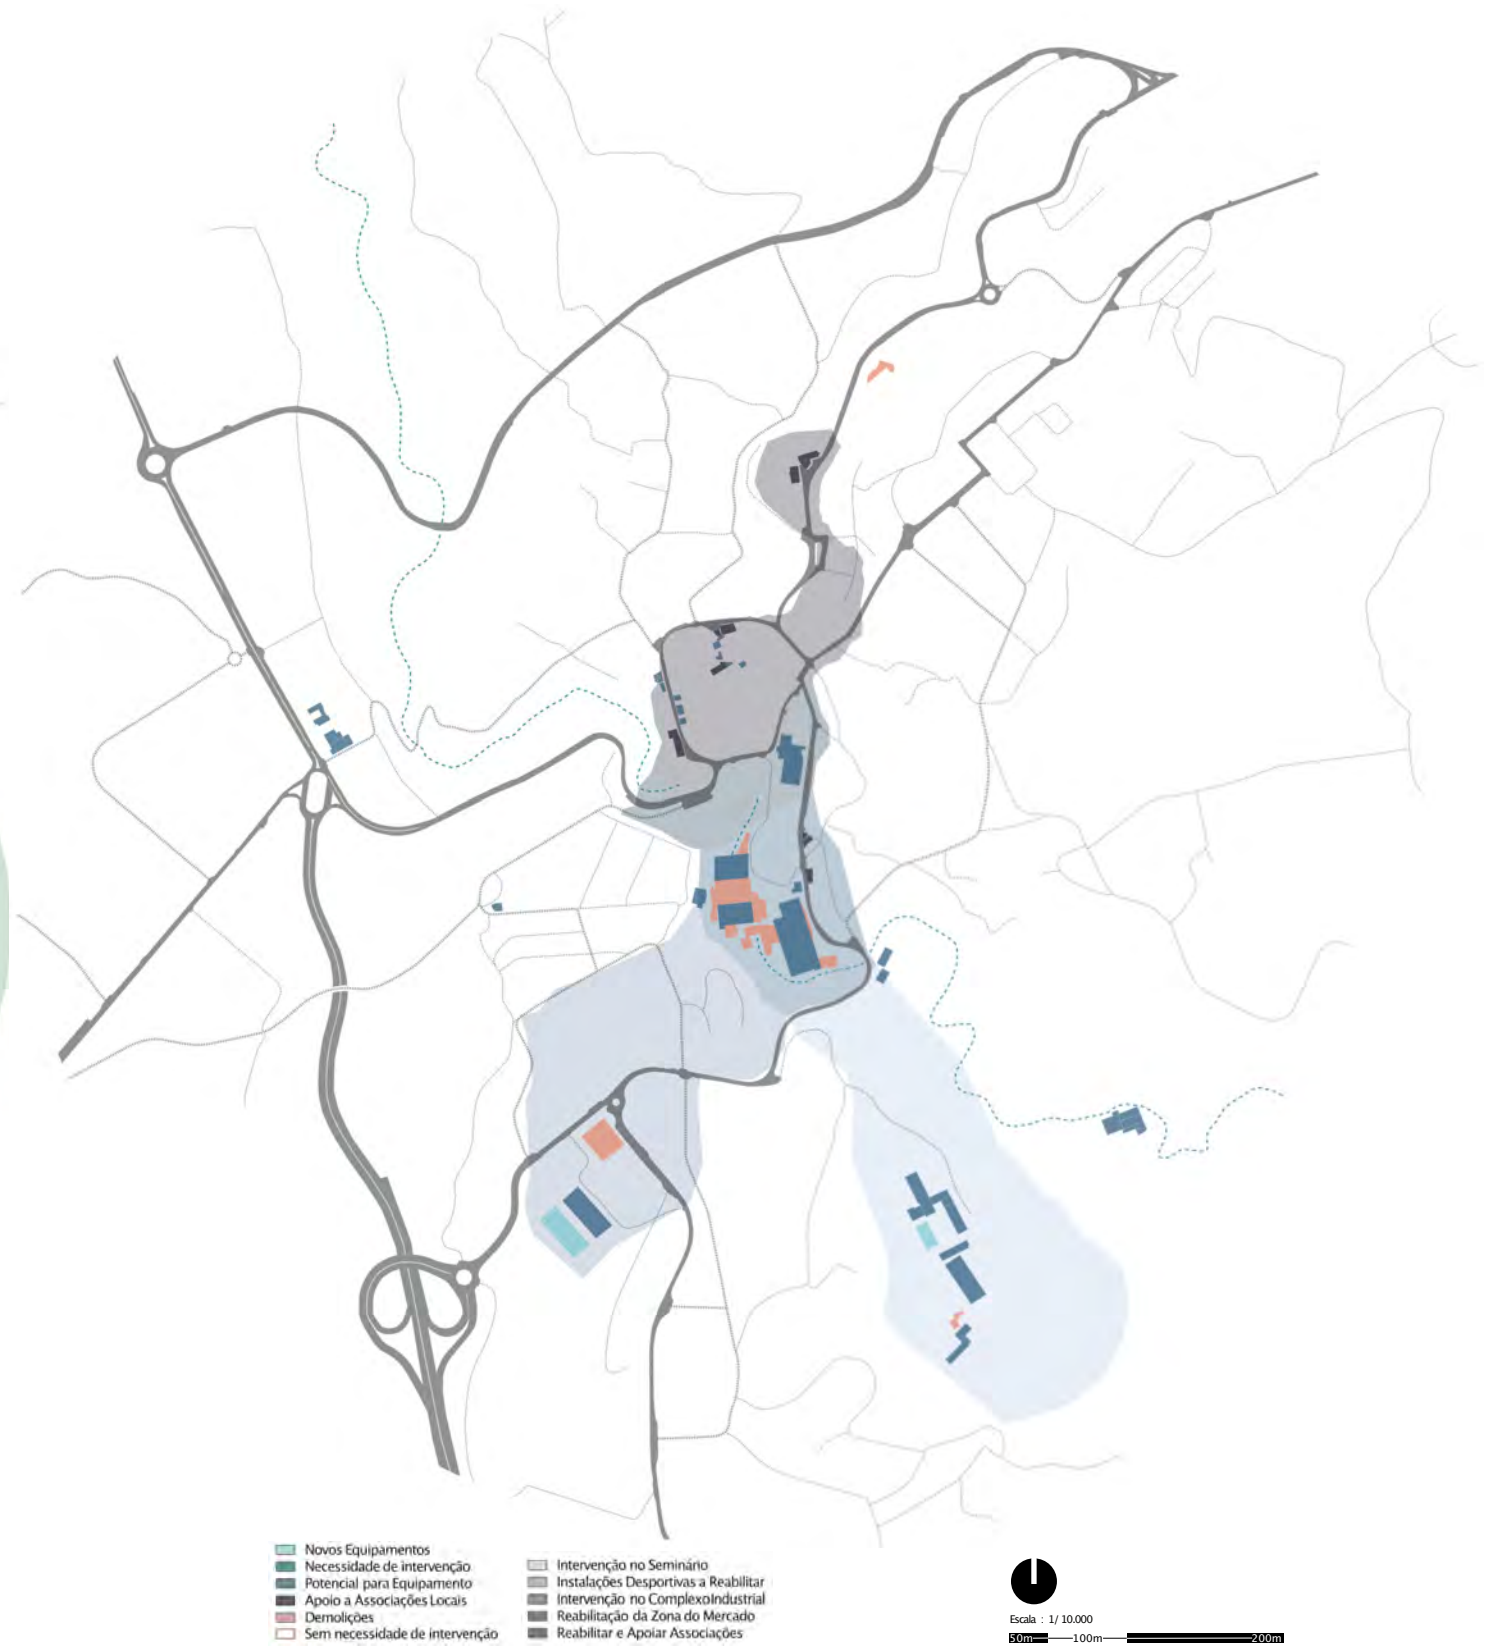 Novos Equipamentos
Necessidade de intervenção
Potencial para Equipamento
Apoio a Associações Locais
Demolições
Sem necessidade de intervenção
Intervenção no Seminário
Instalações Desportivas a Reabilitar
Intervenção no ComplexoIndustrial
Reabilitação da Zona do Mercado
Reabilitar e Apoiar Associações
Escala : 1/ 10.000
50m 100m 200m